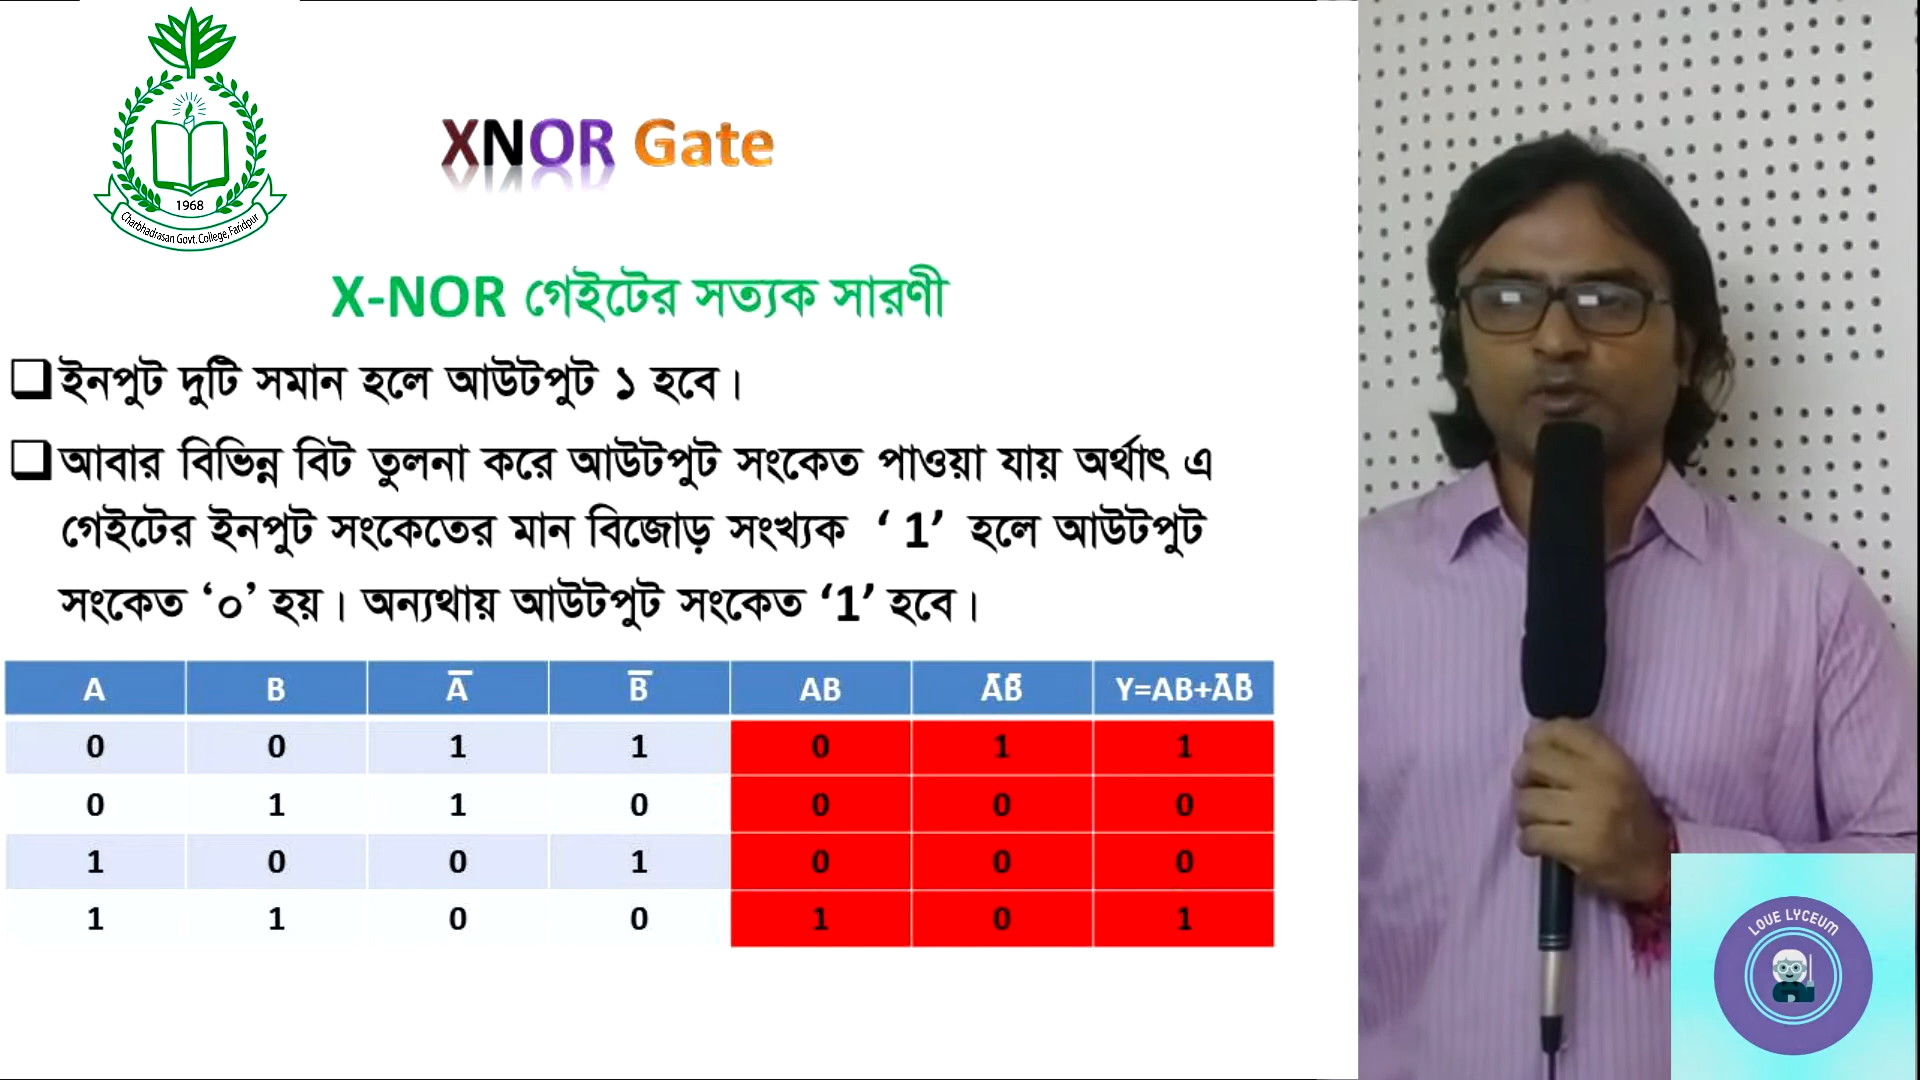 1968
Charbhadrasan Govt. College, Faridpur
XNOR Gate
X-NOR গেইটের সত্যক সারণী
ইনপুট দুটি সমান হলে আউটপুট ১ হবে।
আবার বিভিন্ন বিট তুলনা করে আউটপুট সংকেত পাওয়া যায় অর্থাৎ এ
গেইটের ইনপুট সংকেতের মান বিজোড় সংখ্যক ‘ 1’ হলে আউটপুট
সংকেত ‘০’ হয়। অন্যথায় আউটপুট সংকেত ‘1’ হবে।
A B A̅ B̅ AB A̅B̅ Y=AB+A̅B̅
0 0 1 1 0 1 1
0 1 1 0 0 0 0
1 0 0 1 0 0 0
1 1 0 0 1 0 1
LOVE LYCEUM